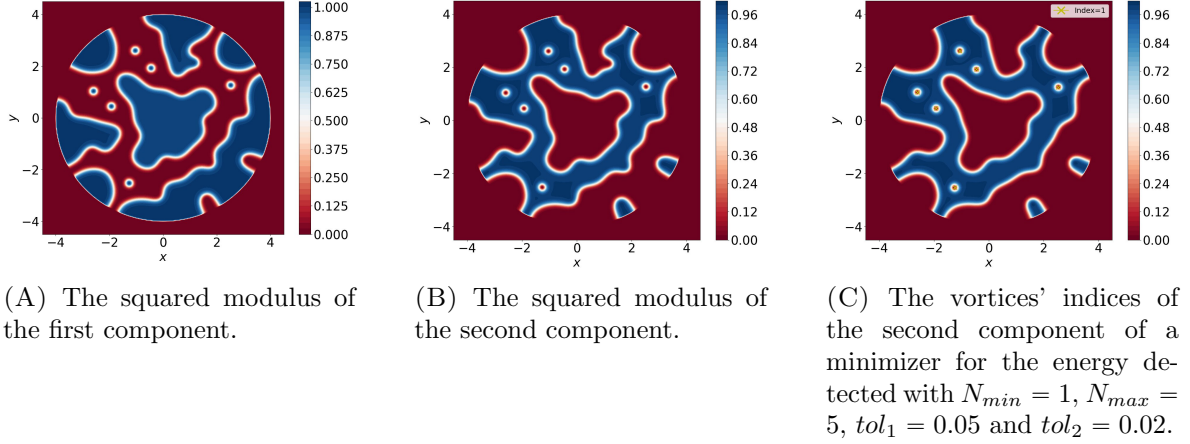 4
2
0
−2
−4
y
−4 −2 0 2 4
x
1.000
0.875
0.750
0.625
0.500
0.375
0.250
0.125
0.000
(A) The squared modulus of
the first component.
4
2
0
−2
−4
y
−4 −2 0 2 4
x
0.96
0.84
0.72
0.60
0.48
0.36
0.24
0.12
0.00
(B) The squared modulus of
the second component.
Index=1
4
2
0
−2
−4
y
−4 −2 0 2 4
x
0.96
0.84
0.72
0.60
0.48
0.36
0.24
0.12
0.00
(C) The vortices’ indices of
the second component of a
minimizer for the energy de-
tected with N_min = 1, N_max =
5, tol_1 = 0.05 and tol_2 = 0.02.